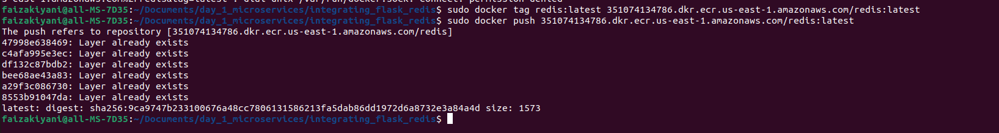 faizakiyani@all-MS-7D35:~/Documents/day_1_microservices/integrating_flask_redis$ sudo docker tag redis:latest 351074134786.dkr.ecr.us-east-1.amazonaws.com/redis:latest
faizakiyani@all-MS-7D35:~/Documents/day_1_microservices/integrating_flask_redis$ sudo docker push 351074134786.dkr.ecr.us-east-1.amazonaws.com/redis:latest
The push refers to repository [351074134786.dkr.ecr.us-east-1.amazonaws.com/redis]
47998e638469: Layer already exists
c4afa995e3ec: Layer already exists
df132c87bdb2: Layer already exists
bee68ae43a83: Layer already exists
a29f3c086730: Layer already exists
8553b91047da: Layer already exists
latest: digest: sha256:9ca9747b233100676a48cc7806131586213fa5dab86dd1972d6a8732e3a84a4d size: 1573
faizakiyani@all-MS-7D35:~/Documents/day_1_microservices/integrating_flask_redis$